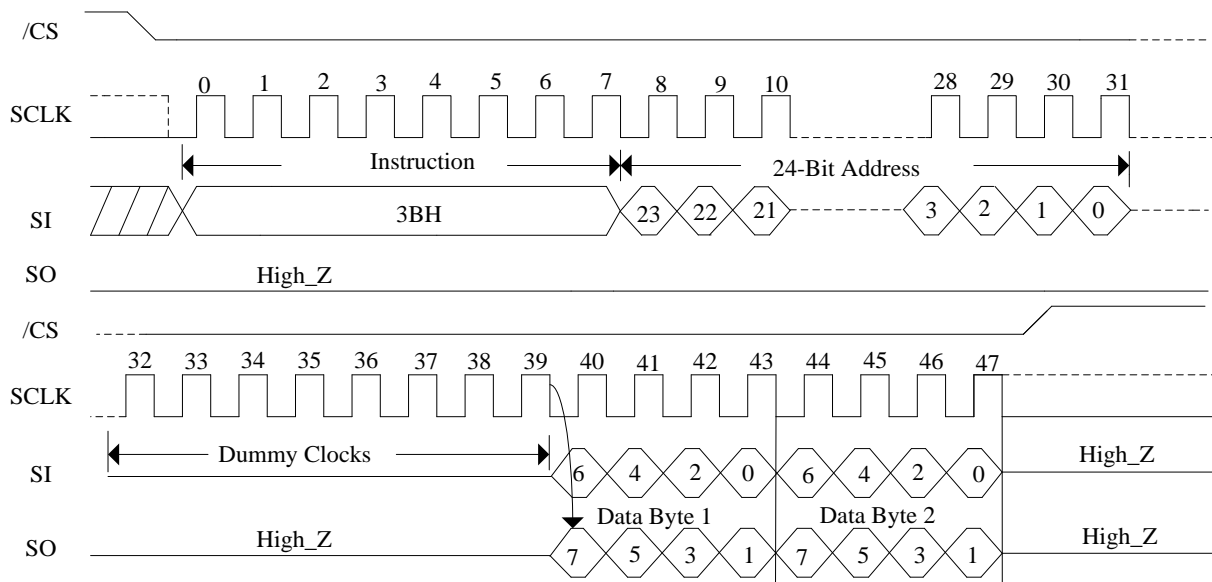 /CS
0 1 2 3 4 5 6 7 8 9 10 28 29 30 31
SCLK
Instruction 24-Bit Address
SI 3BH 23 22 21 3 2 1 0
SO High_Z
/CS
32 33 34 35 36 37 38 39 40 41 42 43 44 45 46 47
SCLK
Dummy Clocks
SI 6 4 2 0 6 4 2 0 High_Z
Data Byte 1 Data Byte 2
SO High_Z 7 5 3 1 7 5 3 1 High_Z